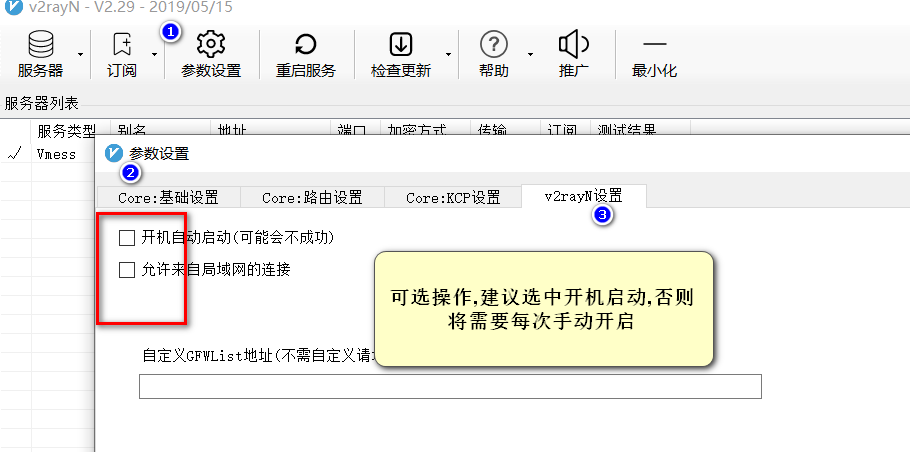 v2rayN - V2.29 - 2019/05/15
1
服务器 订阅 参数设置 重启服务 检查更新 帮助 推广 最小化
服务器列表
服务类型 别名 地址 端口 加密方式 传输 订阅 测试结果
Vmess
参数设置
2
Core:基础设置 Core:路由设置 Core:KCP设置 v2rayN设置
3
开机自动启动(可能会不成功)
允许来自局域网的连接
可选操作,建议选中开机启动,否则
将需要每次手动开启
自定义GFWList地址(不需自定义请